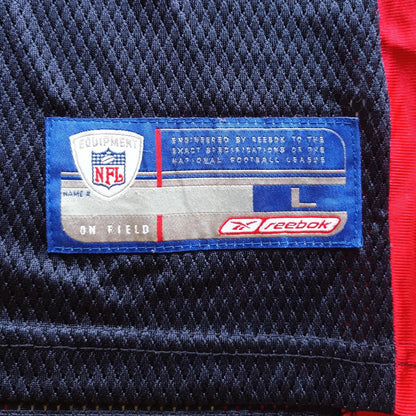 EQUIPMENT
NFL
NAME #
ON FIELD
ENGINEERED BY REEBOK TO THE
EXACT SPECIFICATIONS OF THE
NATIONAL FOOTBALL LEAGUE
L
Reebok